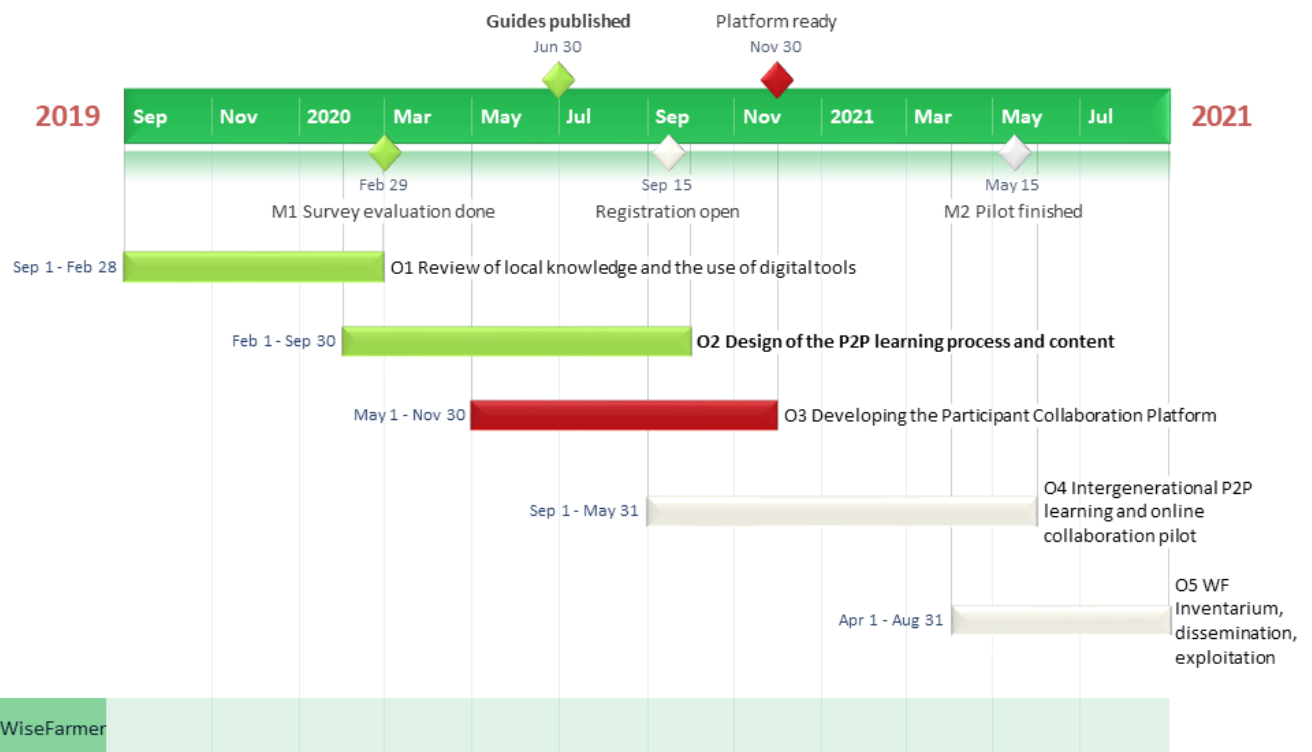 Guides published
Jun 30
Platform ready
Nov 30
2019
Sep
Nov
2020
Mar
May
Jul
Sep
Nov
2021
Mar
May
Jul
2021
Feb 29
M1 Survey evaluation done
Sep 15
Registration open
May 15
M2 Pilot finished
Sep 1 - Feb 28
O1 Review of local knowledge and the use of digital tools
Feb 1 - Sep 30
O2 Design of the P2P learning process and content
May 1 - Nov 30
O3 Developing the Participant Collaboration Platform
Sep 1 - May 31
O4 Intergenerational P2P
learning and online
collaboration pilot
Apr 1 - Aug 31
O5 WF
Inventarium,
dissemination,
exploitation
WiseFarmer